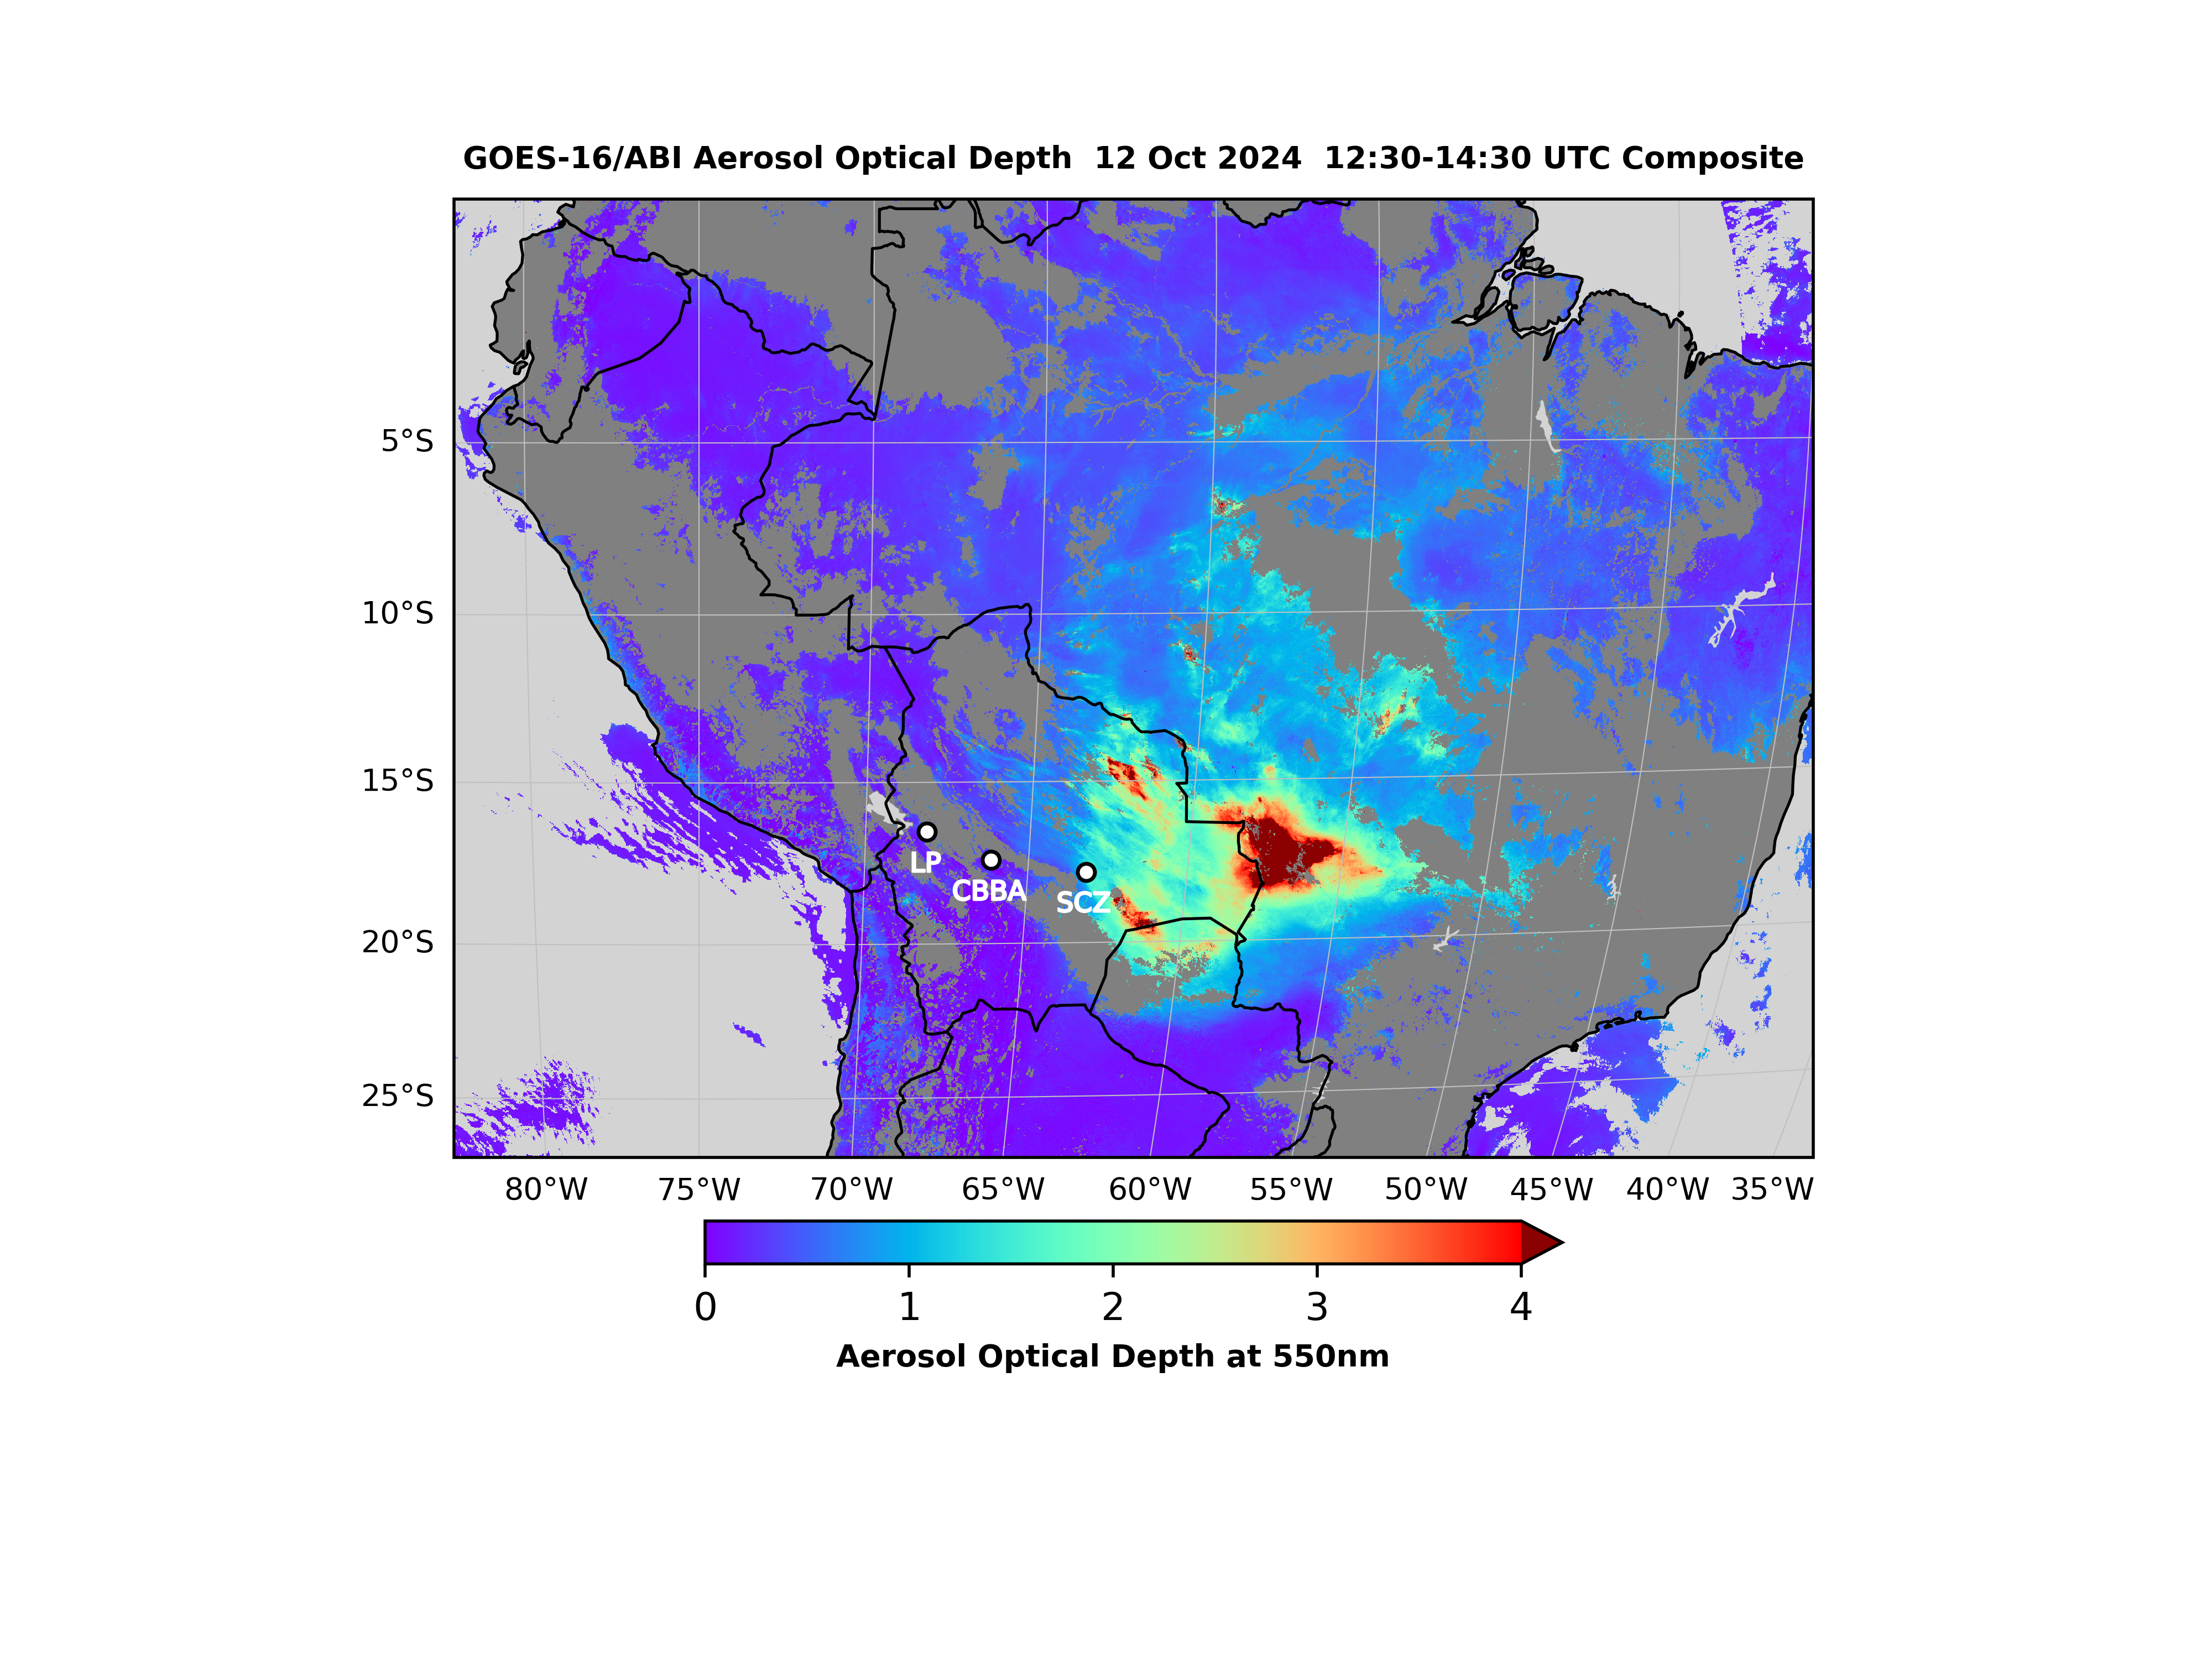 GOES-16/ABI Aerosol Optical Depth  12 Oct 2024  12:30-14:30 UTC Composite
5°S
10°S
15°S
LP
CBBA
SCZ
20°S
25°S
80°W 75°W 70°W 65°W 60°W 55°W 50°W 45°W 40°W 35°W
0 1 2 3 4
Aerosol Optical Depth at 550nm